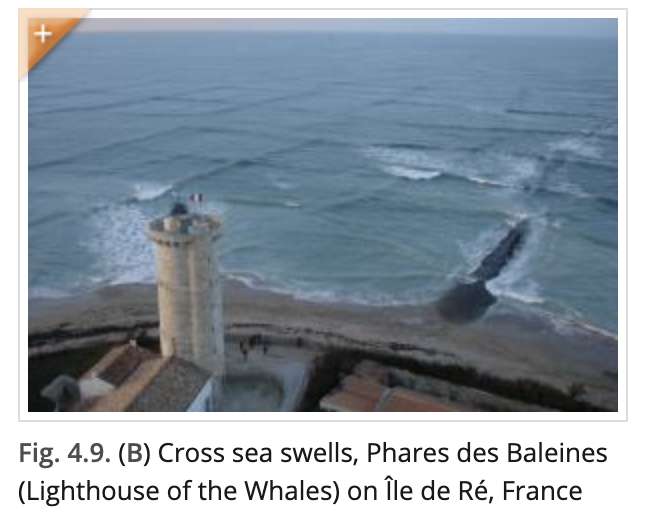 Fig. 4.9. (B) Cross sea swells, Phares des Baleines
(Lighthouse of the Whales) on Île de Ré, France